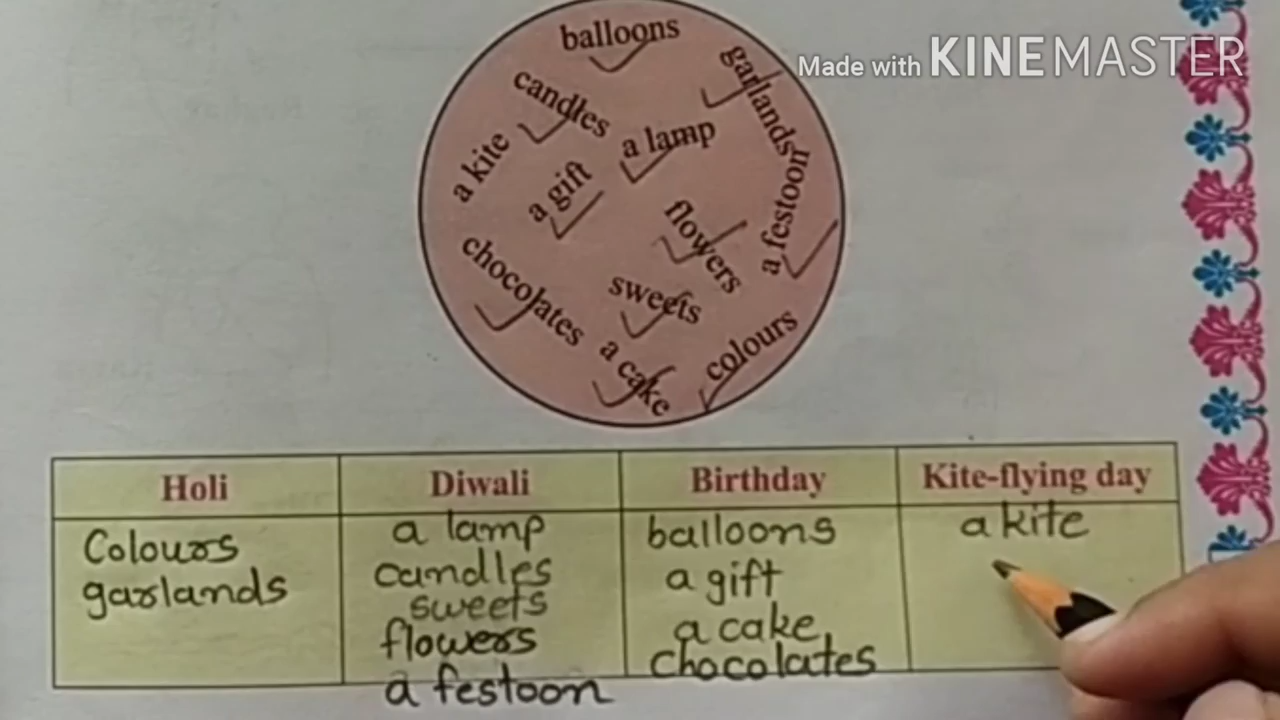 balloons
Made with KINEMASTER
garlands
candles
a lamp
a kite
a gift
a festoon
flowers
chocolates
sweets
colours
a cake
Holi Diwali Birthday Kite-flying day
Colours a lamp balloons a kite
garlands candles a gift
sweets
flowers a cake
chocolates
a festoon